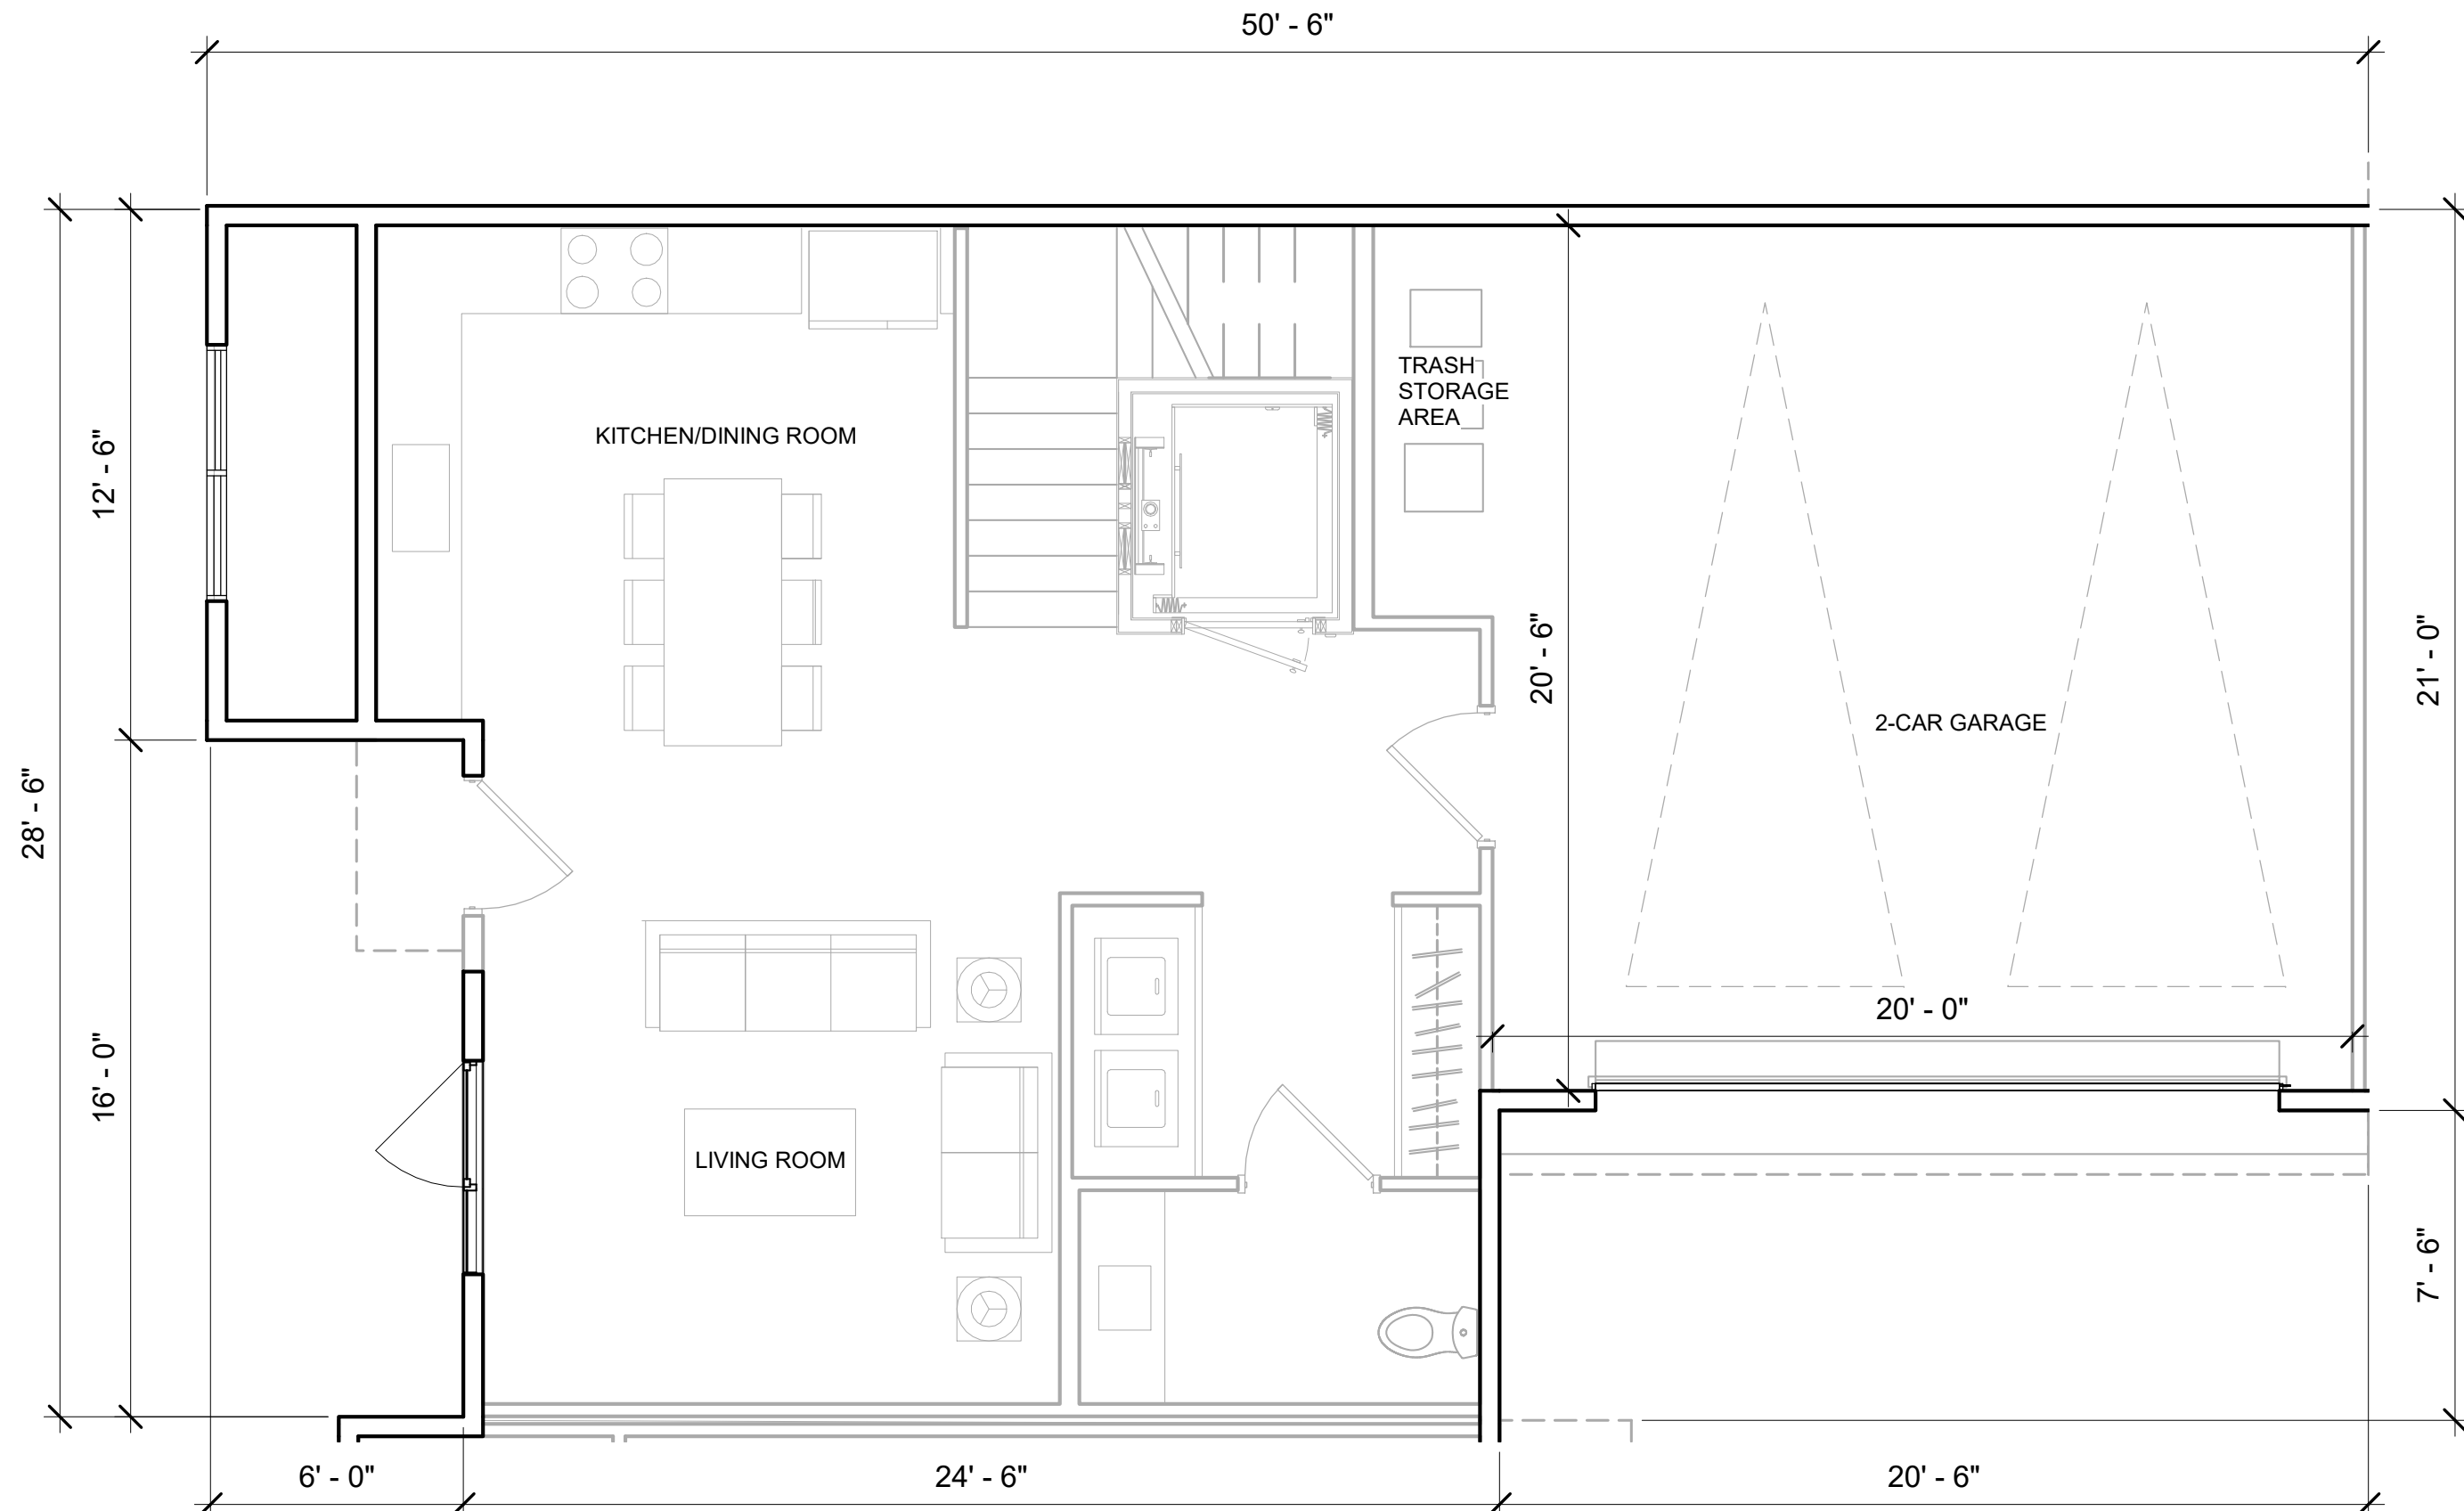 50' - 6"
TRASH
STORAGE
AREA
KITCHEN/DINING ROOM
12' - 6"
20' - 6"
21' - 0"
2-CAR GARAGE
28' - 6"
20' - 0"
16' - 0"
LIVING ROOM
7' - 6"
6' - 0"
24' - 6"
20' - 6"